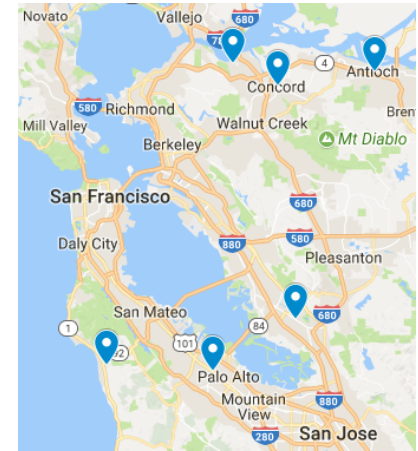 Novato
Vallejo
680
78
4
Concord
Antioch
580
Richmond
Brent
Mill Valley
Walnut Creek
Berkeley
Mt Diablo
San Francisco
680
Daly City
880
580
Pleasanton
San Mateo
680
1
84
101
92
Palo Alto
Mountain
View
880
280
San Jose